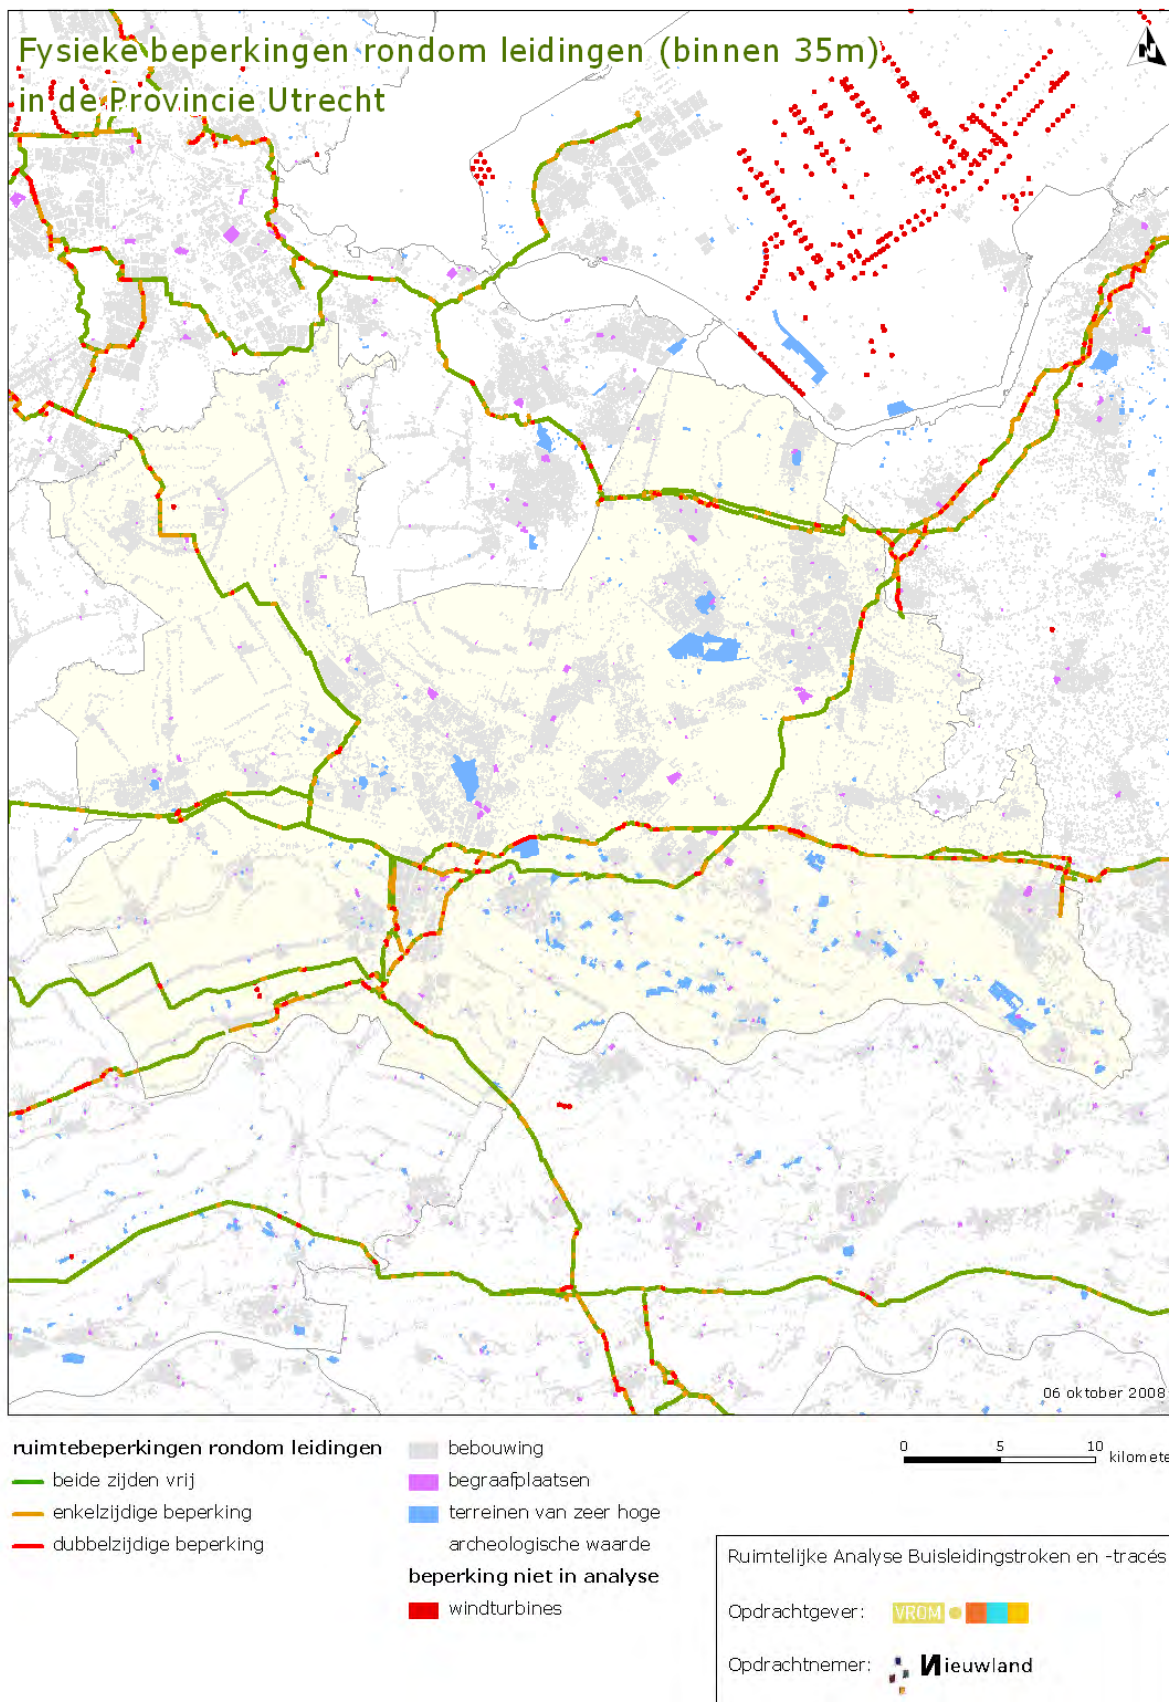 Fysieke beperkingen rondom leidingen (binnen 35m)
in de Provincie Utrecht
N
06 oktober 2008
ruimtebeperkingen rondom leidingen
beide zijden vrij
enkelzijdige beperking
dubbelzijdige beperking
bebouwing
begraafplaatsen
terreinen van zeer hoge
archeologische waarde
beperking niet in analyse
windturbines
0 5 10 kilomete
Ruimtelijke Analyse Buisleidingstroken en -tracés
Opdrachtgever: VROM
Opdrachtnemer: Nieuwland